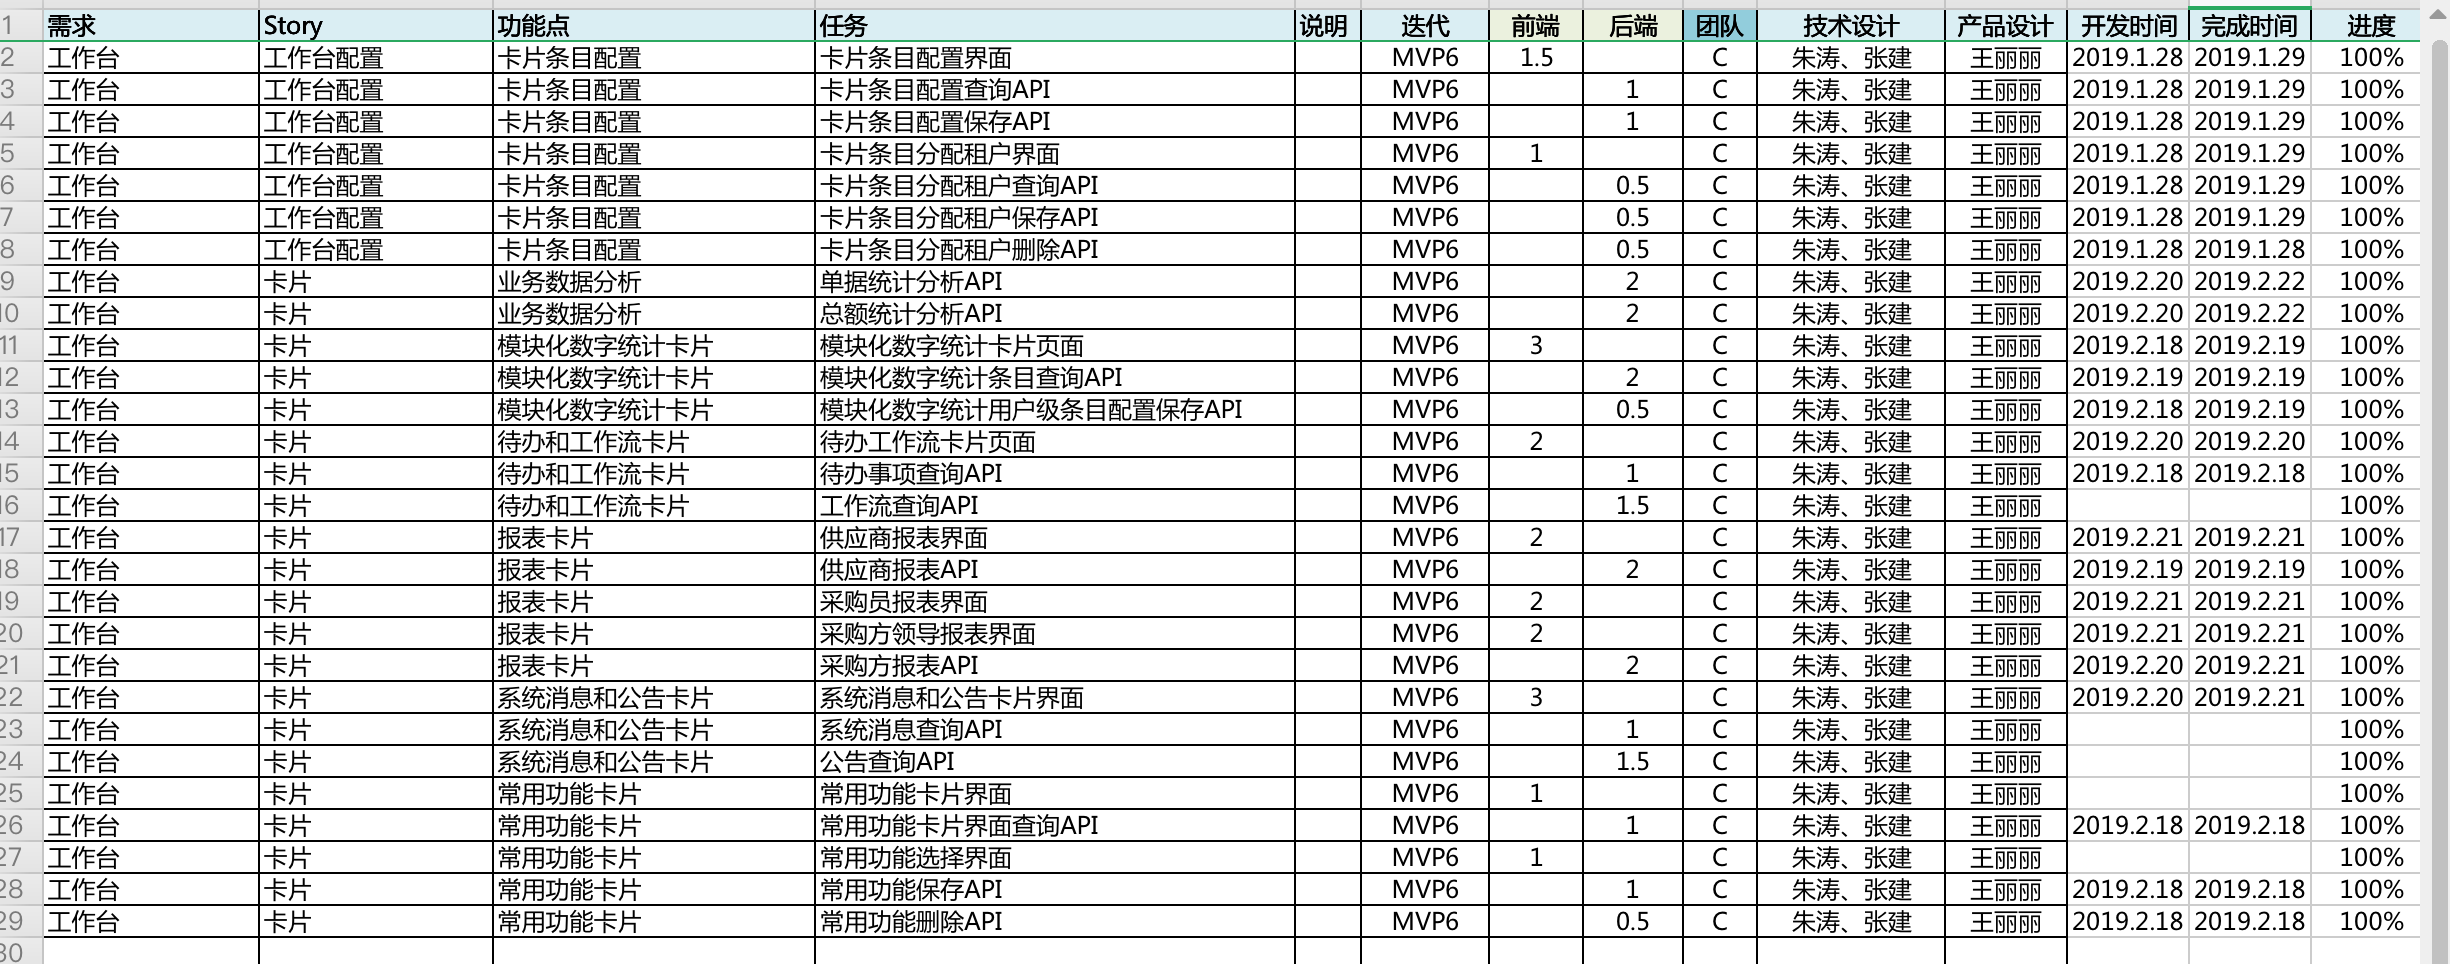 1 需求 Story 功能点 任务 说明 迭代 前端 后端 团队 技术设计 产品设计 开发时间 完成时间 进度
2 工作台 工作台配置 卡片条目配置 卡片条目配置界面 MVP6 1.5 C 朱涛、张建 王丽丽 2019.1.28 2019.1.29 100%
3 工作台 工作台配置 卡片条目配置 卡片条目配置查询API MVP6 1 C 朱涛、张建 王丽丽 2019.1.28 2019.1.29 100%
4 工作台 工作台配置 卡片条目配置 卡片条目配置保存API MVP6 1 C 朱涛、张建 王丽丽 2019.1.28 2019.1.29 100%
5 工作台 工作台配置 卡片条目配置 卡片条目分配租户界面 MVP6 1 C 朱涛、张建 王丽丽 2019.1.28 2019.1.29 100%
6 工作台 工作台配置 卡片条目配置 卡片条目分配租户查询API MVP6 0.5 C 朱涛、张建 王丽丽 2019.1.28 2019.1.29 100%
7 工作台 工作台配置 卡片条目配置 卡片条目分配租户保存API MVP6 0.5 C 朱涛、张建 王丽丽 2019.1.28 2019.1.29 100%
8 工作台 工作台配置 卡片条目配置 卡片条目分配租户删除API MVP6 0.5 C 朱涛、张建 王丽丽 2019.1.28 2019.1.28 100%
9 工作台 卡片 业务数据分析 单据统计分析API MVP6 2 C 朱涛、张建 王丽丽 2019.2.20 2019.2.22 100%
10 工作台 卡片 业务数据分析 总额统计分析API MVP6 2 C 朱涛、张建 王丽丽 2019.2.20 2019.2.22 100%
11 工作台 卡片 模块化数字统计卡片 模块化数字统计卡片页面 MVP6 3 C 朱涛、张建 王丽丽 2019.2.18 2019.2.19 100%
12 工作台 卡片 模块化数字统计卡片 模块化数字统计条目查询API MVP6 2 C 朱涛、张建 王丽丽 2019.2.19 2019.2.19 100%
13 工作台 卡片 模块化数字统计卡片 模块化数字统计用户级条目配置保存API MVP6 0.5 C 朱涛、张建 王丽丽 2019.2.18 2019.2.19 100%
14 工作台 卡片 待办和工作流卡片 待办工作流卡片页面 MVP6 2 C 朱涛、张建 王丽丽 2019.2.20 2019.2.20 100%
15 工作台 卡片 待办和工作流卡片 待办事项查询API MVP6 1 C 朱涛、张建 王丽丽 2019.2.18 2019.2.18 100%
16 工作台 卡片 待办和工作流卡片 工作流查询API MVP6 1.5 C 朱涛、张建 王丽丽 100%
17 工作台 卡片 报表卡片 供应商报表界面 MVP6 2 C 朱涛、张建 王丽丽 2019.2.21 2019.2.21 100%
18 工作台 卡片 报表卡片 供应商报表API MVP6 2 C 朱涛、张建 王丽丽 2019.2.19 2019.2.19 100%
19 工作台 卡片 报表卡片 采购员报表界面 MVP6 2 C 朱涛、张建 王丽丽 2019.2.21 2019.2.21 100%
20 工作台 卡片 报表卡片 采购方领导报表界面 MVP6 2 C 朱涛、张建 王丽丽 2019.2.21 2019.2.21 100%
21 工作台 卡片 报表卡片 采购方报表API MVP6 2 C 朱涛、张建 王丽丽 2019.2.20 2019.2.21 100%
22 工作台 卡片 系统消息和公告卡片 系统消息和公告卡片界面 MVP6 3 C 朱涛、张建 王丽丽 2019.2.20 2019.2.21 100%
23 工作台 卡片 系统消息和公告卡片 系统消息查询API MVP6 1 C 朱涛、张建 王丽丽 100%
24 工作台 卡片 系统消息和公告卡片 公告查询API MVP6 1.5 C 朱涛、张建 王丽丽 100%
25 工作台 卡片 常用功能卡片 常用功能卡片界面 MVP6 1 C 朱涛、张建 王丽丽 100%
26 工作台 卡片 常用功能卡片 常用功能卡片界面查询API MVP6 1 C 朱涛、张建 王丽丽 2019.2.18 2019.2.18 100%
27 工作台 卡片 常用功能卡片 常用功能选择界面 MVP6 1 C 朱涛、张建 王丽丽 100%
28 工作台 卡片 常用功能卡片 常用功能保存API MVP6 1 C 朱涛、张建 王丽丽 2019.2.18 2019.2.18 100%
29 工作台 卡片 常用功能卡片 常用功能删除API MVP6 0.5 C 朱涛、张建 王丽丽 2019.2.18 2019.2.18 100%
30